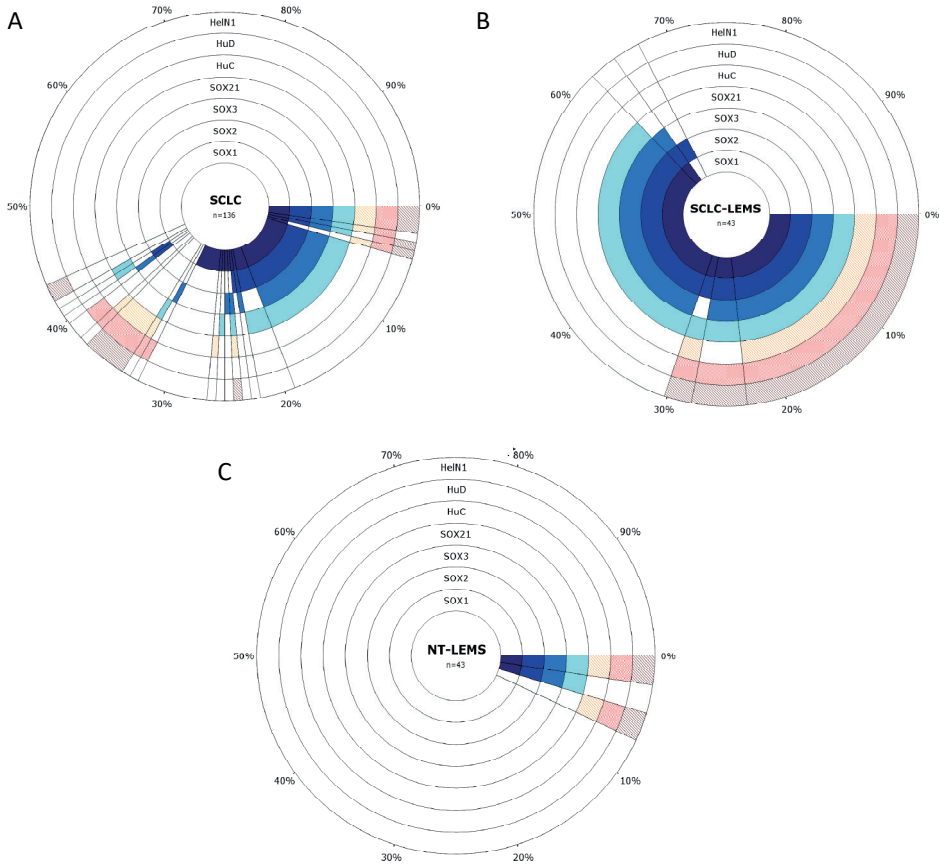 A
70%
80%
HelN1
HuD
HuC
SOX21
SOX3
SOX2
SOX1
60%
90%
SCLC
n=136
50%
0%
40%
10%
30%
20%
B
70%
80%
HelN1
HuD
HuC
SOX21
SOX3
SOX2
SOX1
60%
90%
SCLC-LEMS
n=43
50%
0%
40%
10%
30%
20%
C
70%
80%
HelN1
HuD
HuC
SOX21
SOX3
SOX2
SOX1
60%
90%
NT-LEMS
n=43
50%
0%
40%
10%
30%
20%